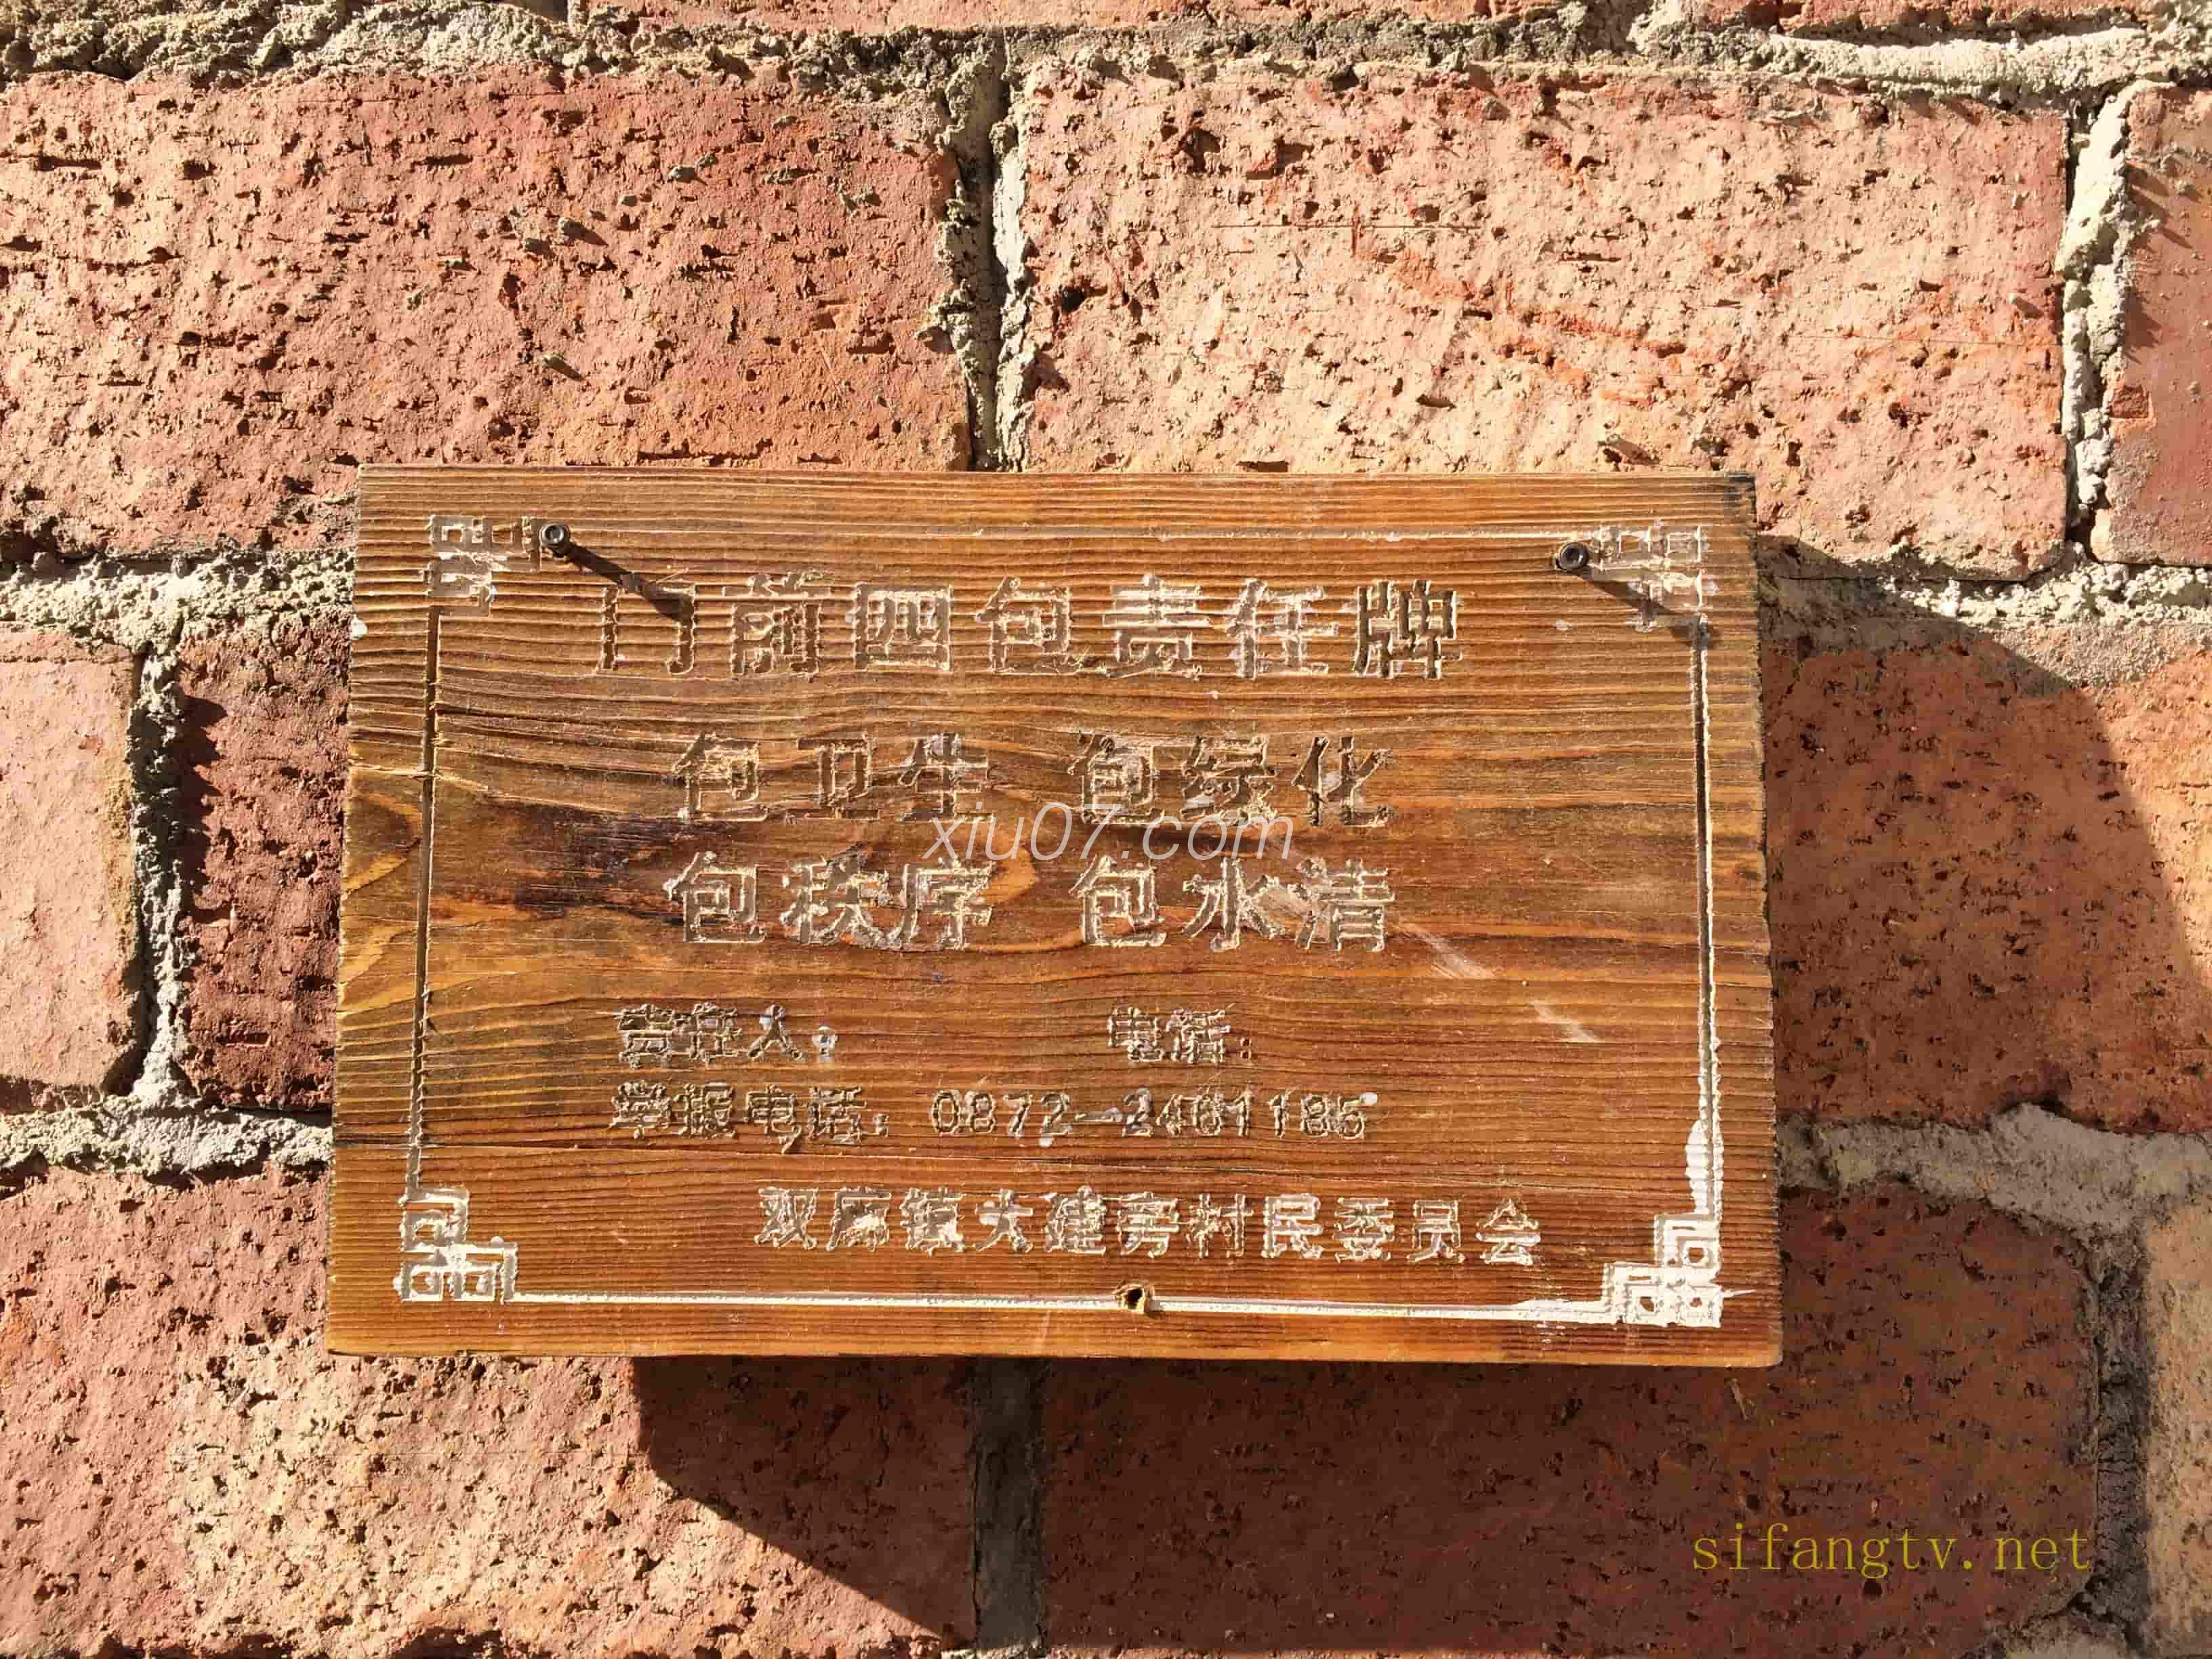 门前四包责任牌
包卫生 包绿化
xiu07.com
包秩序 包水清
责任人： 电话：
举报电话：0872—2461185
双廊镇大建旁村民委员会
sifangtv.net